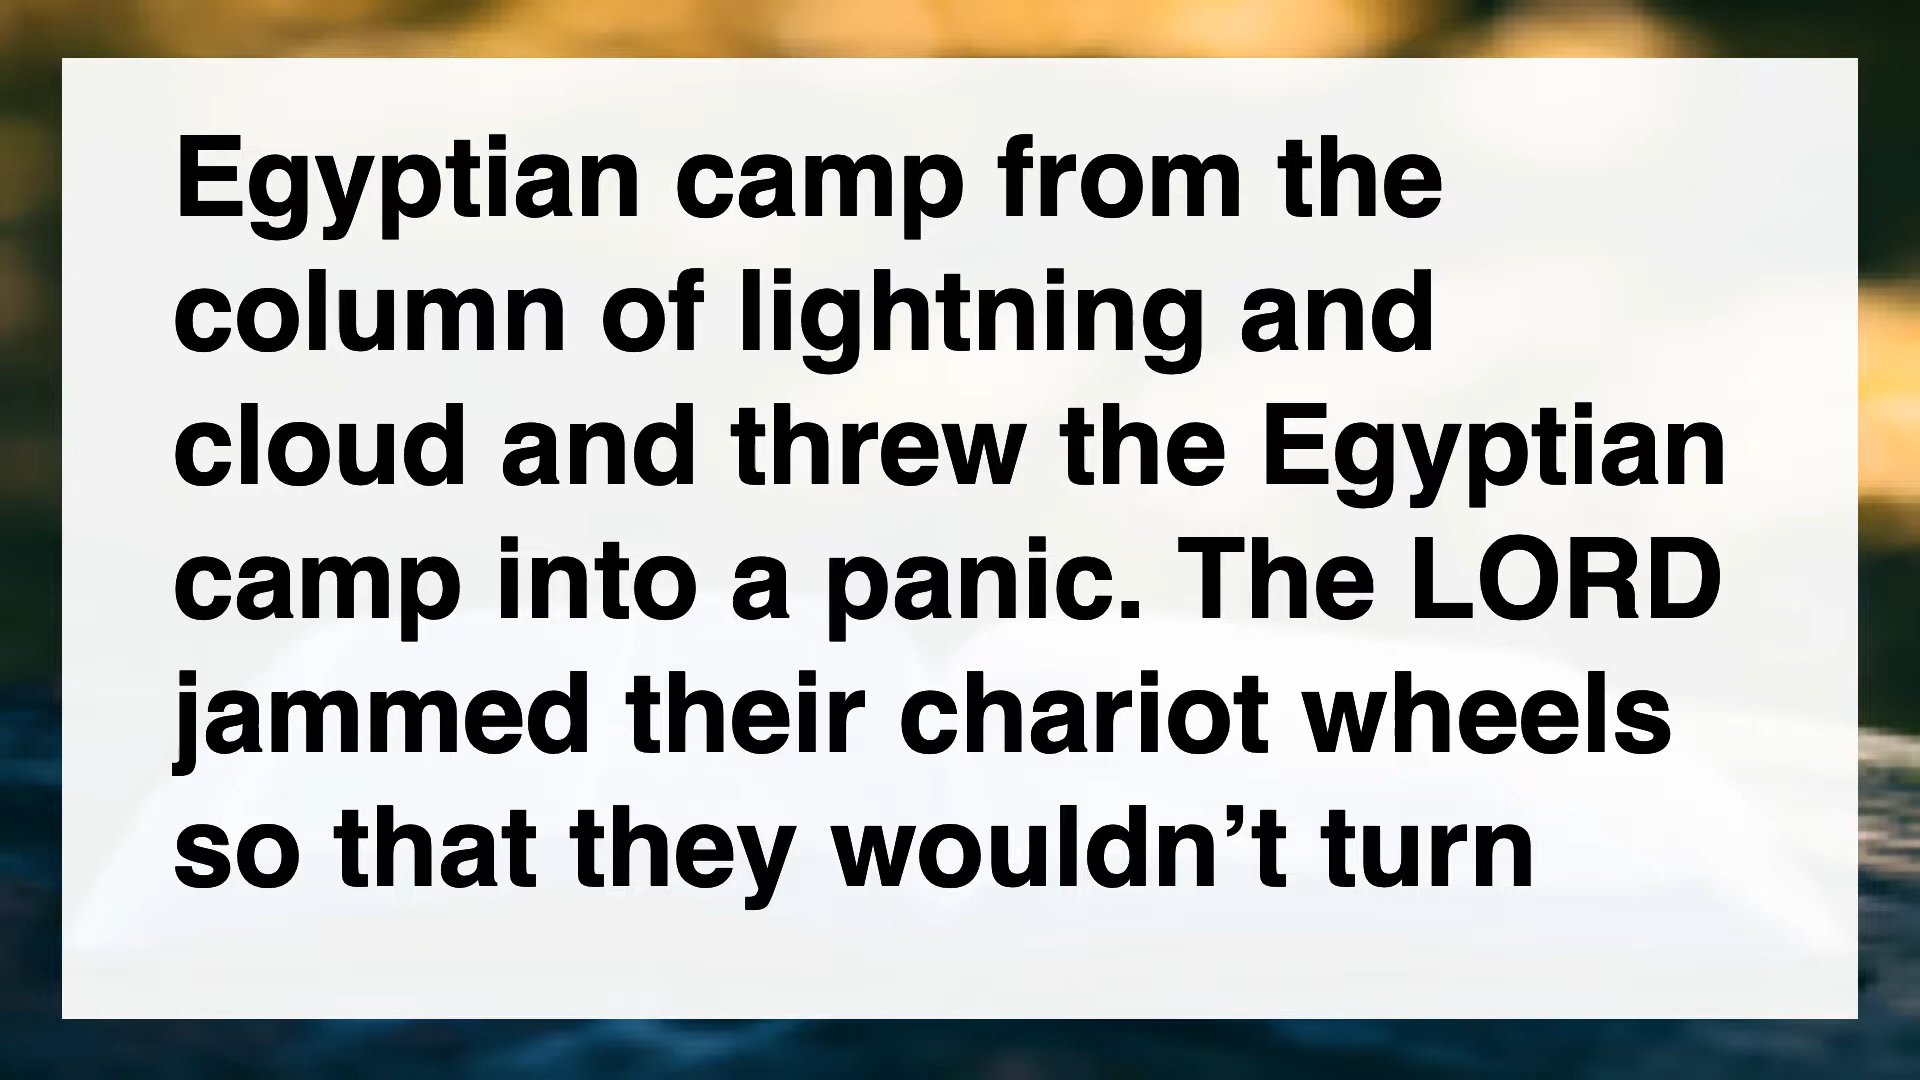 Egyptian camp from the
column of lightning and
cloud and threw the Egyptian
camp into a panic. The LORD
jammed their chariot wheels
so that they wouldn’t turn